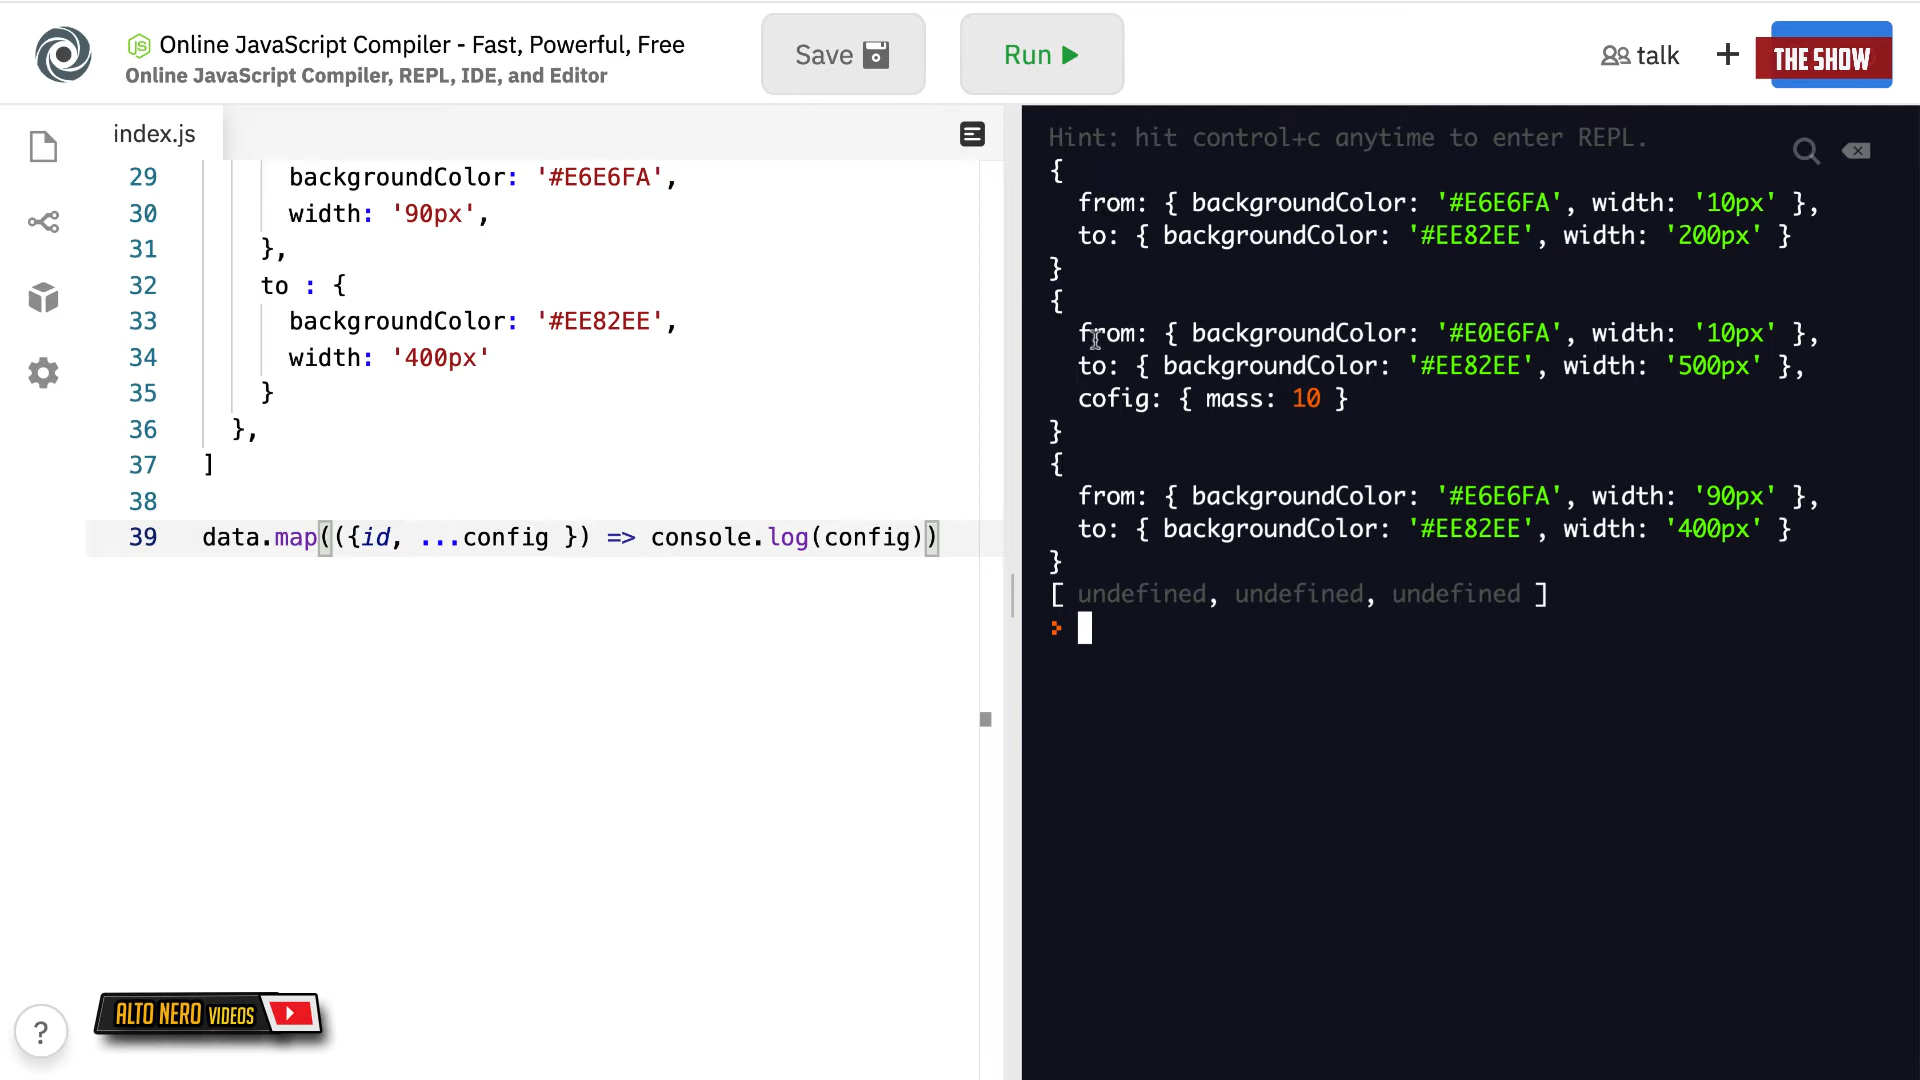 Online JavaScript Compiler - Fast, Powerful, Free
Online JavaScript Compiler, REPL, IDE, and Editor
Save
Run
talk
+
THE SHOW
index.js
29 backgroundColor: '#E6E6FA',
30 width: '90px',
31 },
32 to : {
33 backgroundColor: '#EE82EE',
34 width: '400px'
35 }
36 },
37 ]
38
39 data.map(({id, ...config }) => console.log(config))
Hint: hit control+c anytime to enter REPL.
{
from: { backgroundColor: '#E6E6FA', width: '10px' },
to: { backgroundColor: '#EE82EE', width: '200px' }
}
{
from: { backgroundColor: '#E0E6FA', width: '10px' },
to: { backgroundColor: '#EE82EE', width: '500px' },
cofig: { mass: 10 }
}
{
from: { backgroundColor: '#E6E6FA', width: '90px' },
to: { backgroundColor: '#EE82EE', width: '400px' }
}
[ undefined, undefined, undefined ]
>
ALTO NERO VIDEOS
?